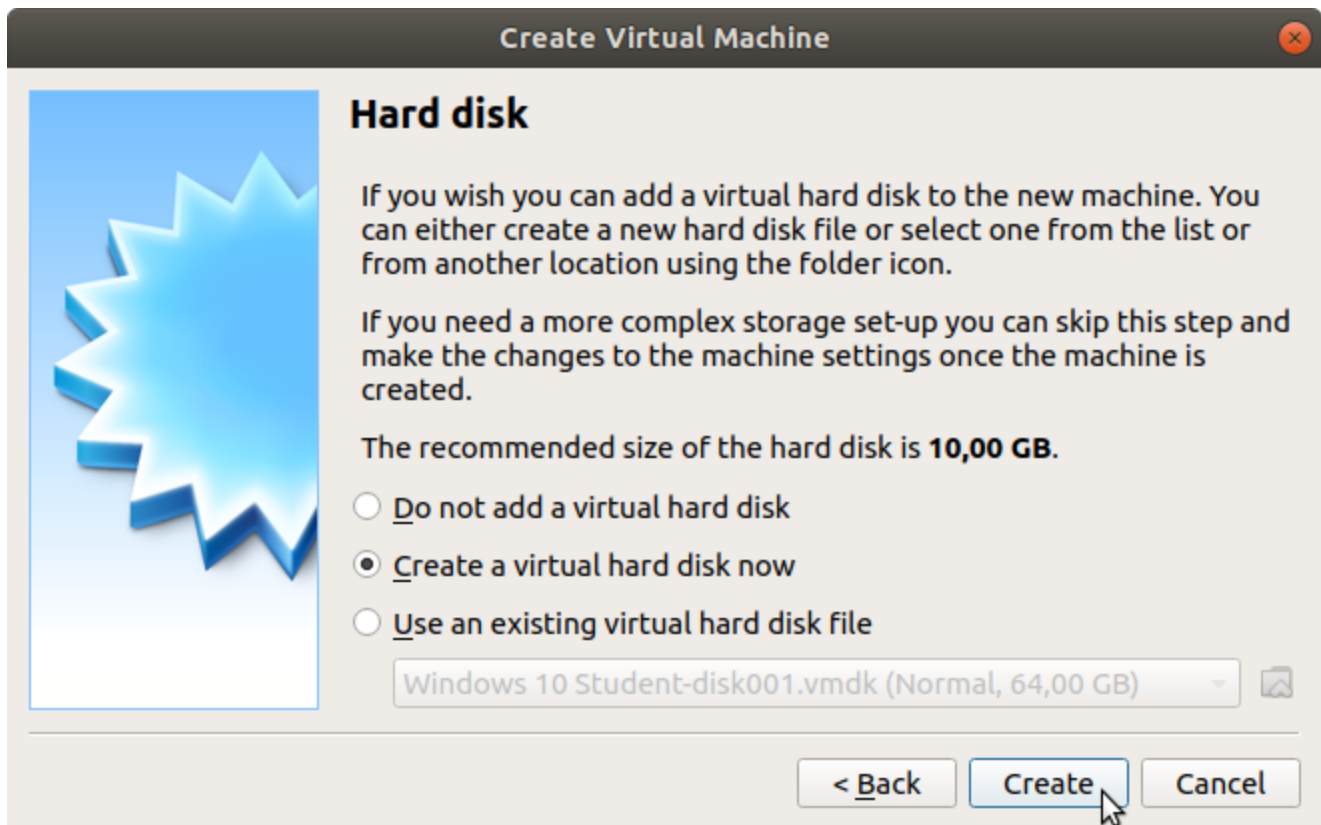 Create Virtual Machine
Hard disk
If you wish you can add a virtual hard disk to the new machine. You
can either create a new hard disk file or select one from the list or
from another location using the folder icon.
If you need a more complex storage set-up you can skip this step and
make the changes to the machine settings once the machine is
created.
The recommended size of the hard disk is 10,00 GB.
Do not add a virtual hard disk
Create a virtual hard disk now
Use an existing virtual hard disk file
Windows 10 Student-disk001.vmdk (Normal, 64,00 GB)
< Back Create Cancel